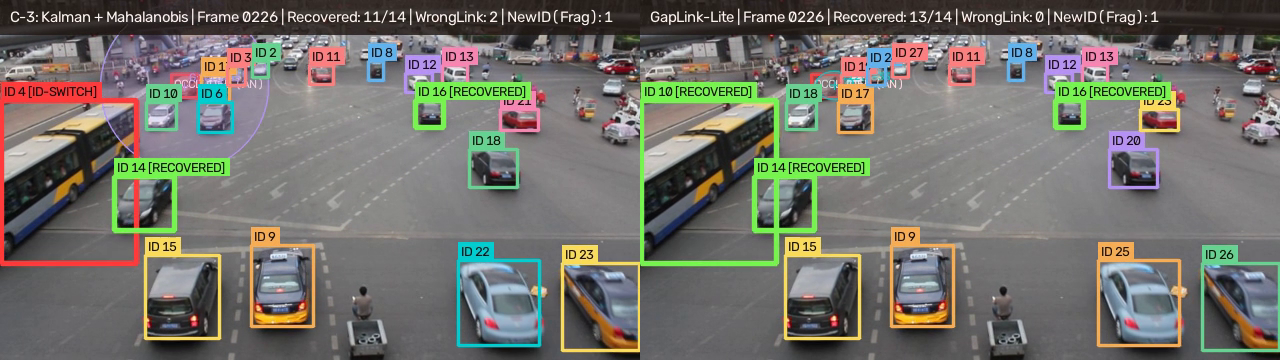 C-3: Kalman + Mahalanobis | Frame 0226 | Recovered: 11/14 | WrongLink: 2 | NewID(Frag): 1
ID 2
ID 3
ID 11
ID 8
ID 13
ID 12
ID 4 [ID-SWITCH]
ID 10
ID 6
ID 16 [RECOVERED]
ID 21
ID 18
ID 14 [RECOVERED]
ID 15
ID 9
ID 22
ID 23
GapLink-Lite | Frame 0226 | Recovered: 13/14 | WrongLink: 0 | NewID(Frag): 1
ID 27
ID 11
ID 8
ID 13
ID 12
ID 10 [RECOVERED]
ID 18
ID 17
ID 16 [RECOVERED]
ID 23
ID 20
ID 14 [RECOVERED]
ID 15
ID 9
ID 25
ID 26